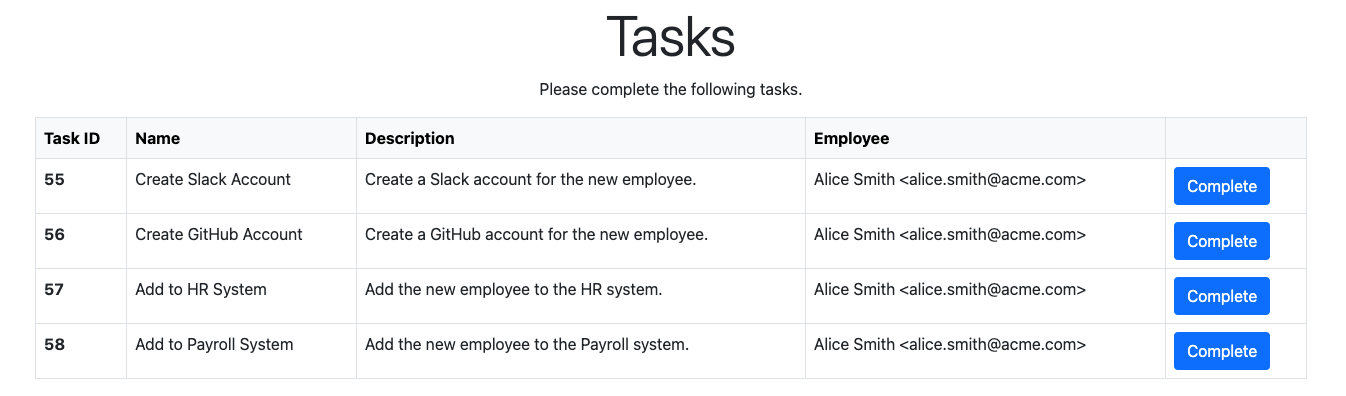 Tasks
Please complete the following tasks.
Task ID Name Description Employee
55 Create Slack Account Create a Slack account for the new employee. Alice Smith <alice.smith@acme.com> Complete
56 Create GitHub Account Create a GitHub account for the new employee. Alice Smith <alice.smith@acme.com> Complete
57 Add to HR System Add the new employee to the HR system. Alice Smith <alice.smith@acme.com> Complete
58 Add to Payroll System Add the new employee to the Payroll system. Alice Smith <alice.smith@acme.com> Complete